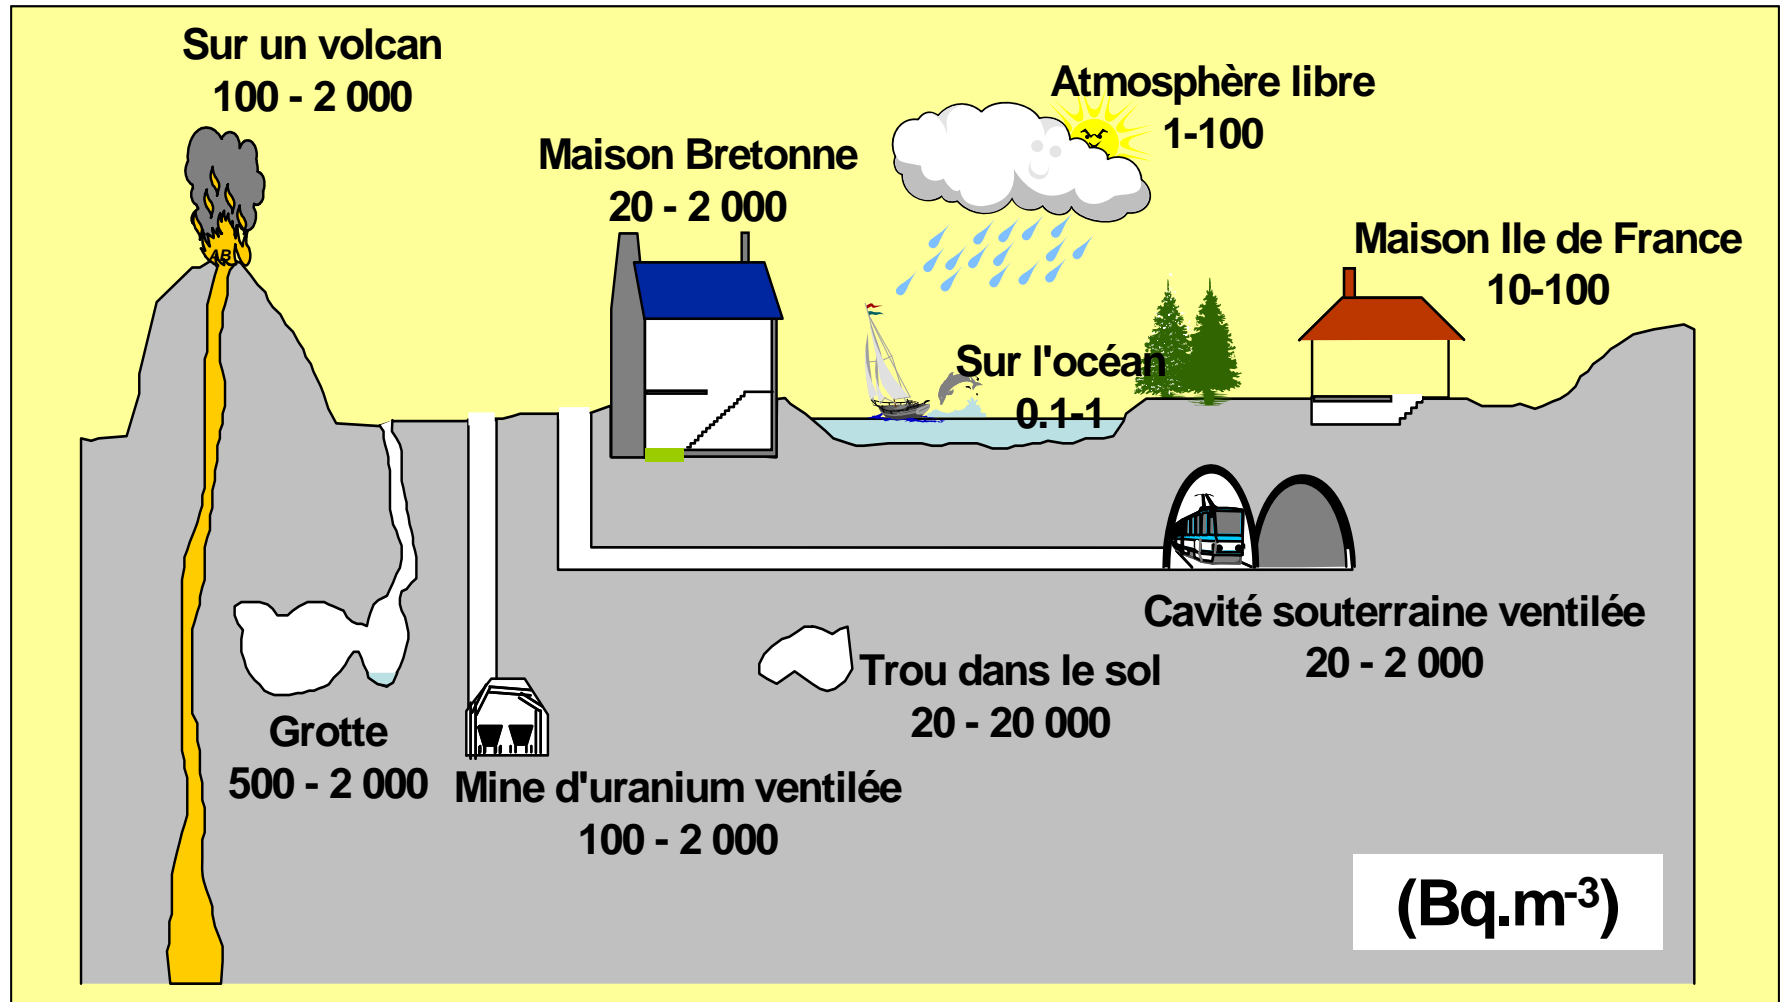 Sur un volcan
100 - 2 000
Atmosphère libre
1-100
Maison Bretonne
20 - 2 000
Maison Ile de France
10-100
Sur l'océan
0.1-1
Cavité souterraine ventilée
20 - 2 000
Trou dans le sol
20 - 20 000
Grotte
500 - 2 000
Mine d'uranium ventilée
100 - 2 000
(Bq.m-3)